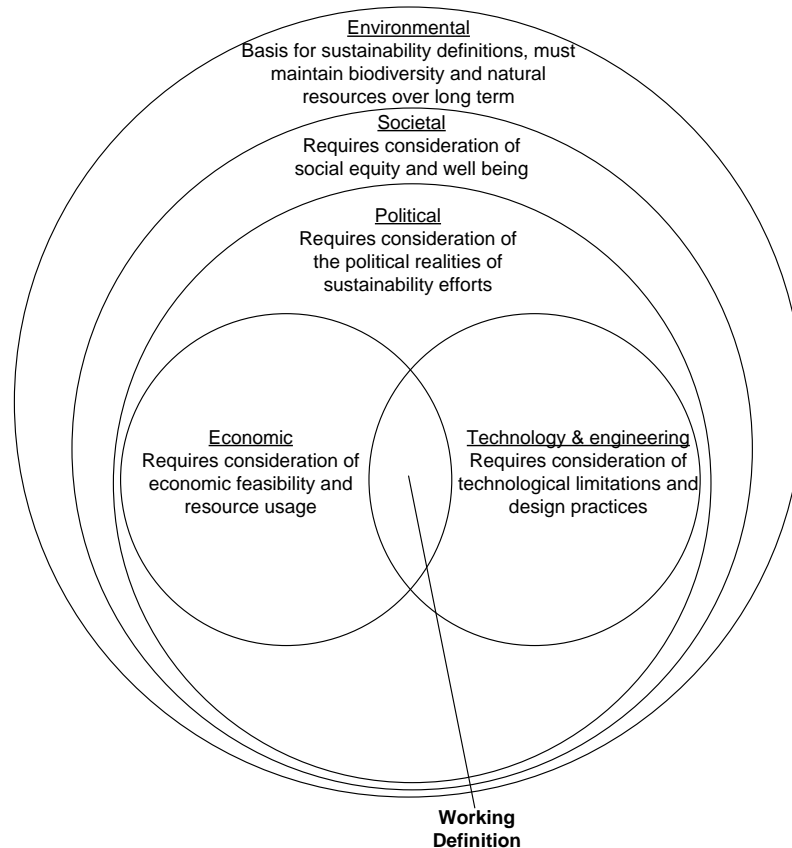 Environmental
Basis for sustainability definitions, must
maintain biodiversity and natural
resources over long term
Societal
Requires consideration of
social equity and well being
Political
Requires consideration of
the political realities of
sustainability efforts
Economic
Requires consideration of
economic feasibility and
resource usage
Technology & engineering
Requires consideration of
technological limitations and
design practices
Working
Definition